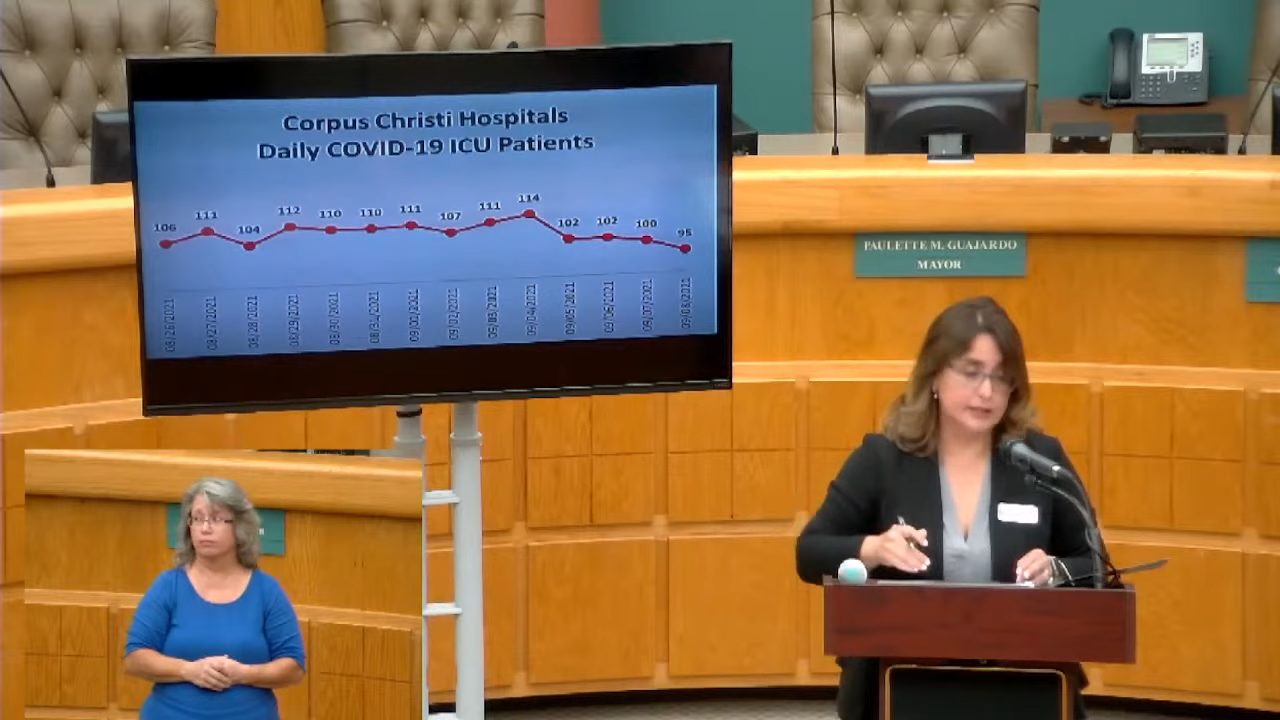 Corpus Christi Hospitals
Daily COVID-19 ICU Patients
106 111 104 112 110 110 111 107 111 114 102 102 100 95
08/26/2021 08/27/2021 08/28/2021 08/29/2021 08/30/2021 08/31/2021 09/01/2021 09/02/2021 09/03/2021 09/04/2021 09/05/2021 09/06/2021 09/07/2021 09/08/2021
PAULETTE M. GUAJARDO
MAYOR